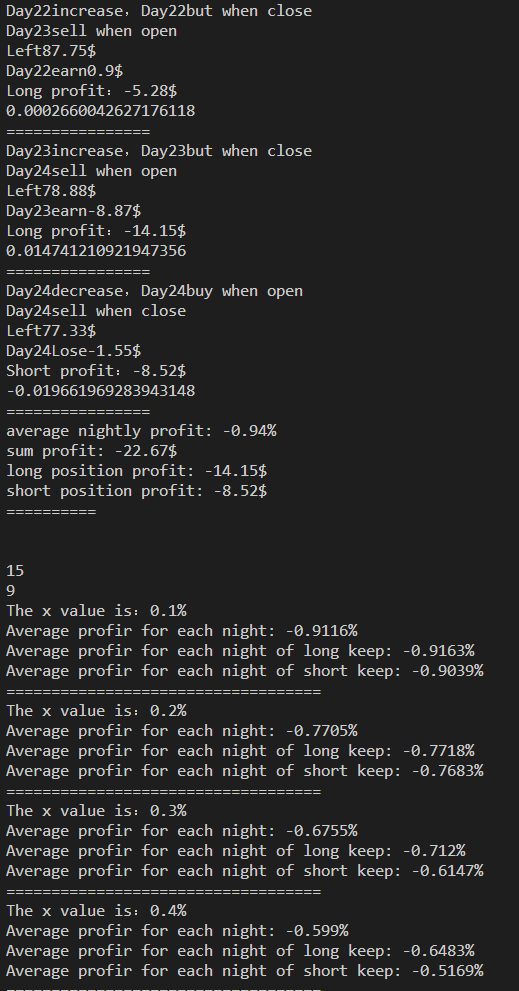 Day22increase，Day22but when close
Day23sell when open
Left87.75$
Day22earn0.9$
Long profit：-5.28$
0.0002660042627176118
================
Day23increase，Day23but when close
Day24sell when open
Left78.88$
Day23earn-8.87$
Long profit：-14.15$
0.014741210921947356
================
Day24decrease，Day24buy when open
Day24sell when close
Left77.33$
Day24Lose-1.55$
Short profit：-8.52$
-0.019661969283943148
================
average nightly profit: -0.94%
sum profit: -22.67$
long position profit: -14.15$
short position profit: -8.52$
==========
15
9
The x value is：0.1%
Average profir for each night: -0.9116%
Average profir for each night of long keep: -0.9163%
Average profir for each night of short keep: -0.9039%
===================================
The x value is：0.2%
Average profir for each night: -0.7705%
Average profir for each night of long keep: -0.7718%
Average profir for each night of short keep: -0.7683%
===================================
The x value is：0.3%
Average profir for each night: -0.6755%
Average profir for each night of long keep: -0.712%
Average profir for each night of short keep: -0.6147%
===================================
The x value is：0.4%
Average profir for each night: -0.599%
Average profir for each night of long keep: -0.6483%
Average profir for each night of short keep: -0.5169%
===================================